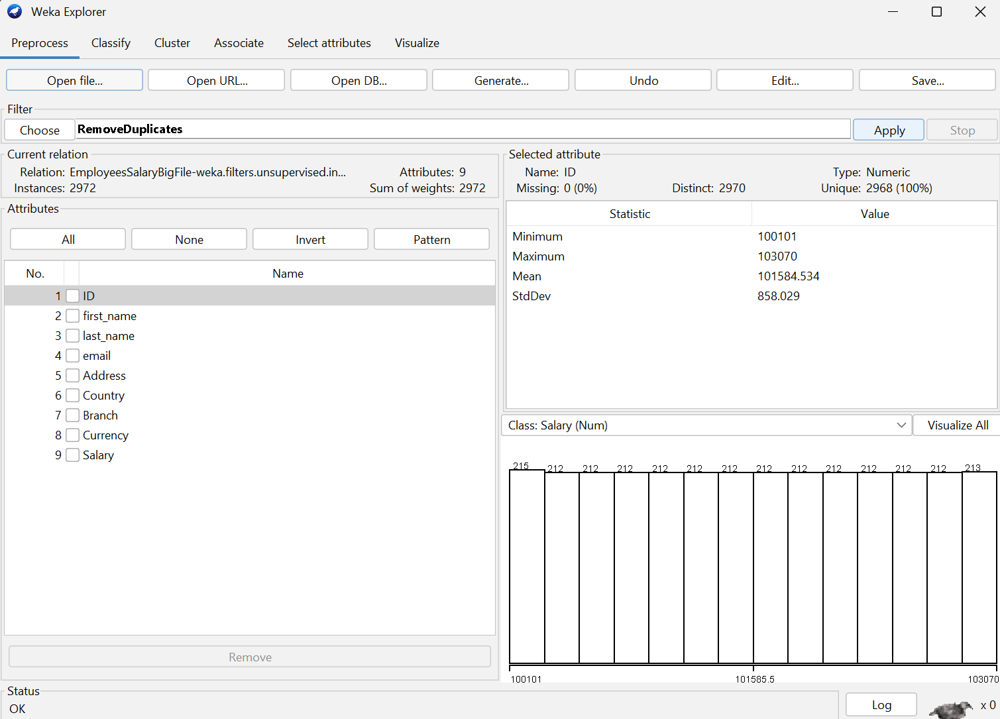 Weka Explorer
Preprocess Classify Cluster Associate Select attributes Visualize
Open file... Open URL... Open DB... Generate... Undo Edit... Save...
Filter
Choose RemoveDuplicates Apply Stop
Current relation
Relation: EmployeesSalaryBigFile-weka.filters.unsupervised.in... Attributes: 9
Instances: 2972 Sum of weights: 2972
Attributes
All None Invert Pattern
No. Name
1 ID
2 first_name
3 last_name
4 email
5 Address
6 Country
7 Branch
8 Currency
9 Salary
Remove
Selected attribute
Name: ID Type: Numeric
Missing: 0 (0%) Distinct: 2970 Unique: 2968 (100%)
Statistic Value
Minimum 100101
Maximum 103070
Mean 101584.534
StdDev 858.029
Class: Salary (Num) Visualize All
215 212 212 212 212 212 212 212 212 212 212 212 212 213
100101 101585.5 103070
Status
OK
Log x 0